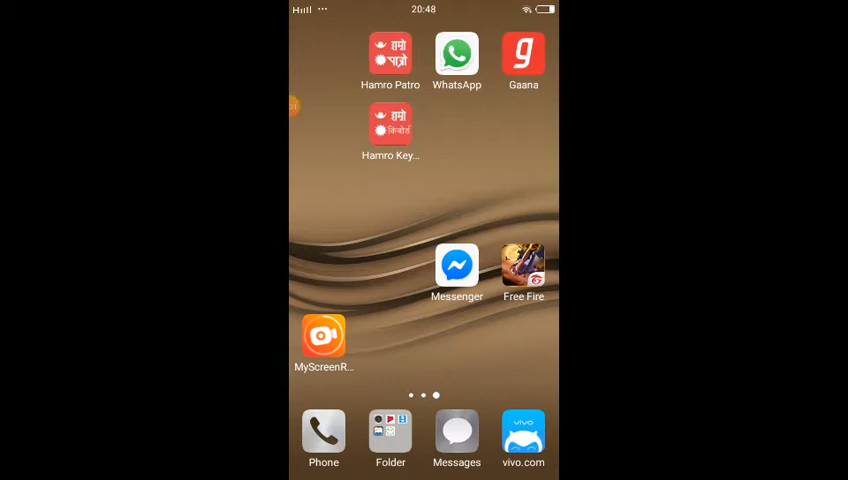 20:48
हाम्रो
पात्रो
g
Hamro Patro
WhatsApp
Gaana
हाम्रो
किबोर्ड
Hamro Key...
Messenger
Free Fire
MyScreenR...
vivo
Phone
Folder
Messages
vivo.com